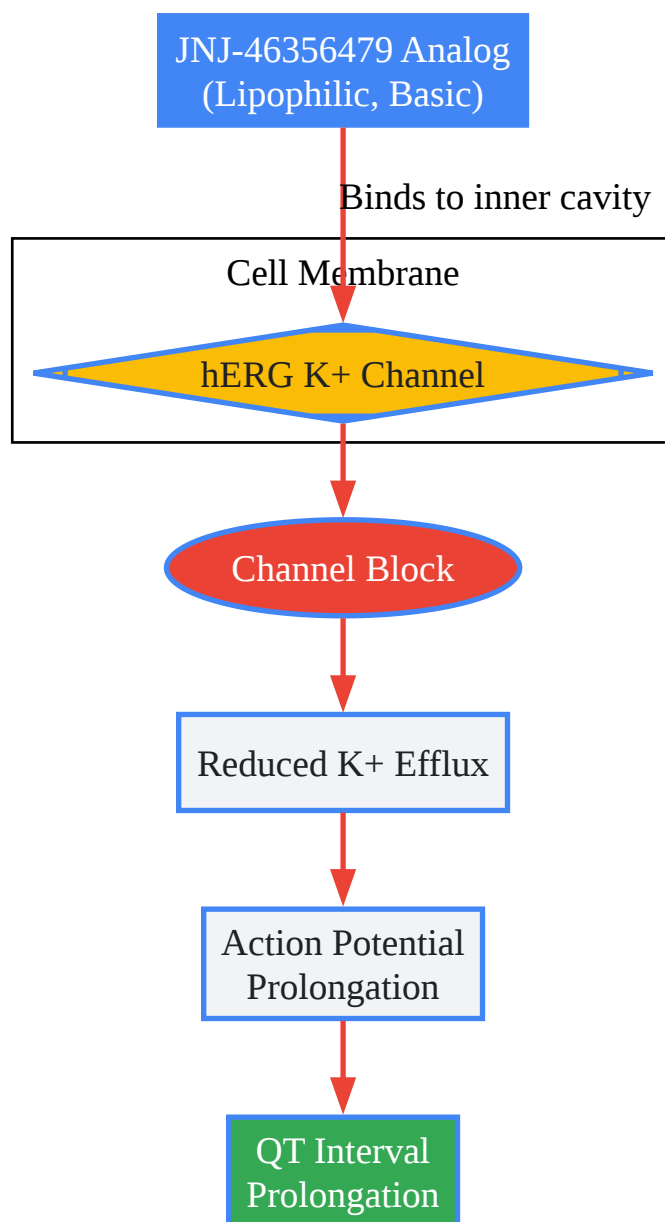 JNJ-46356479 Analog
(Lipophilic, Basic)
Binds to inner cavity
Cell Membrane
hERG K+ Channel
Channel Block
Reduced K+ Efflux
Action Potential
Prolongation
QT Interval
Prolongation